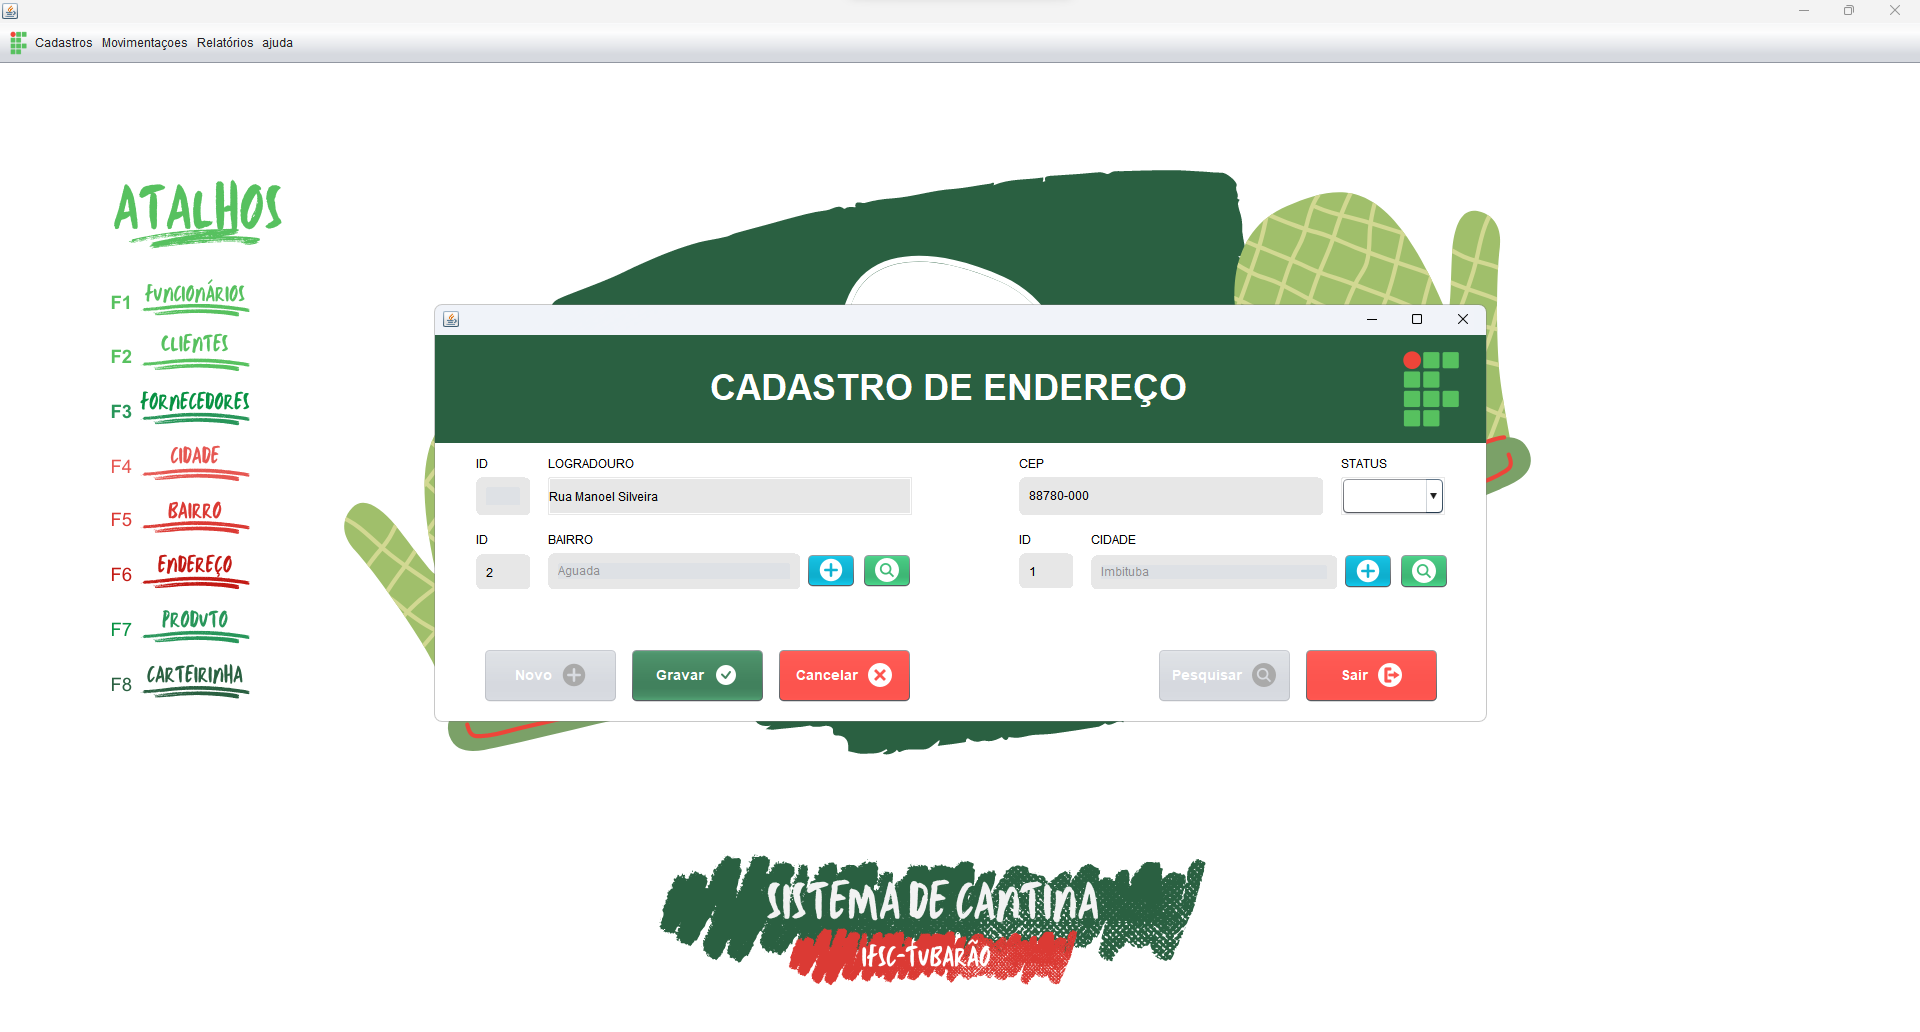 Cadastros Movimentaçoes Relatórios ajuda
ATALHOS
F1 FUNCIONÁRIOS
F2 CLIENTES
F3 FORNECEDORES
F4 CIDADE
F5 BAIRRO
F6 ENDEREÇO
F7 PRODUTO
F8 CARTEIRINHA
CADASTRO DE ENDEREÇO
ID LOGRADOURO CEP STATUS
Rua Manoel Silveira 88780-000
ID BAIRRO ID CIDADE
2 Aguada 1 Imbituba
Novo Gravar Cancelar Pesquisar Sair
SISTEMA DE CANTINA
IFSC-TUBARÃO